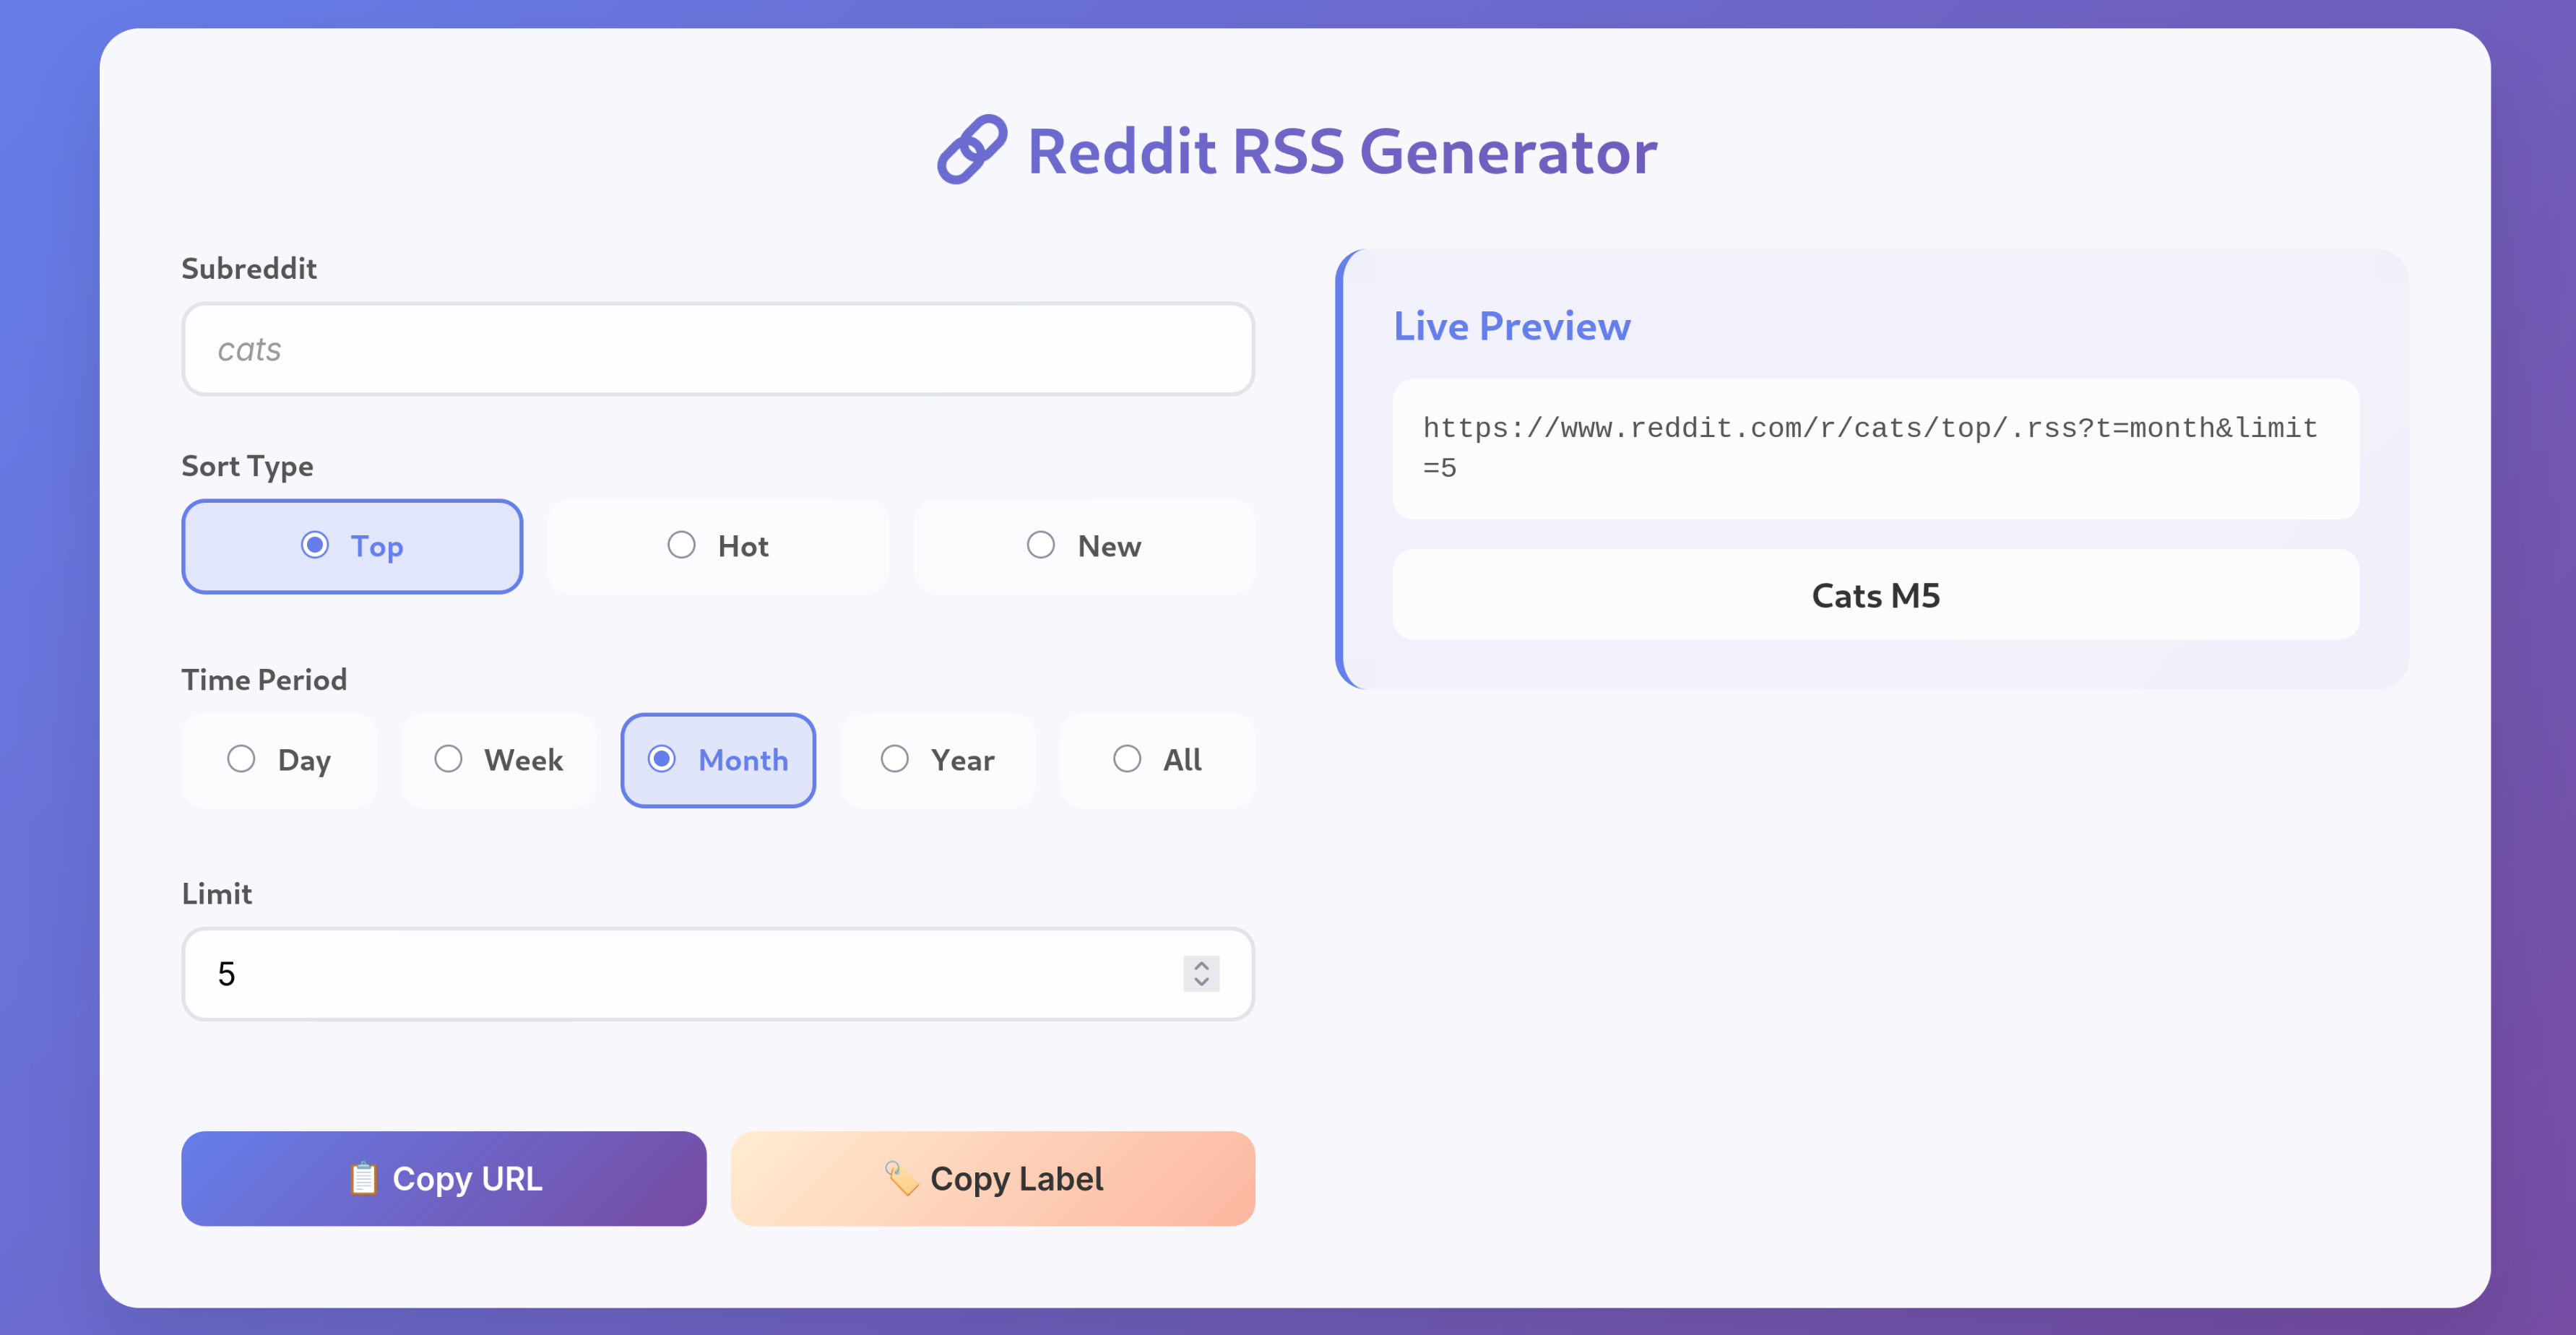 🔗 Reddit RSS Generator
Subreddit
cats
Sort Type
Top
Hot
New
Time Period
Day
Week
Month
Year
All
Limit
5
📋 Copy URL
🏷️ Copy Label
Live Preview
https://www.reddit.com/r/cats/top/.rss?t=month&limit
=5
Cats M5